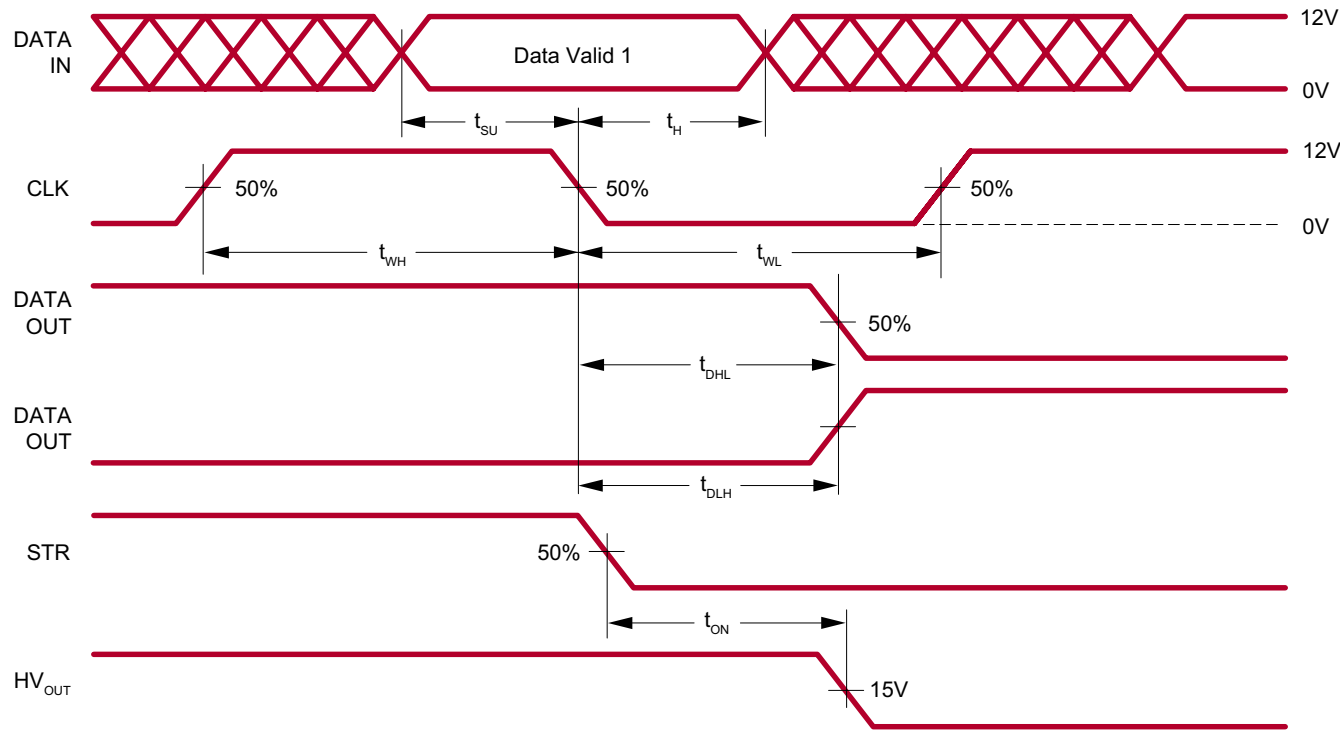 DATA
IN
Data Valid 1
12V
0V
tSU
tH
CLK
50%
50%
50%
12V
0V
tWH
tWL
DATA
OUT
50%
tDHL
DATA
OUT
tDLH
STR
50%
tON
HVOUT
15V